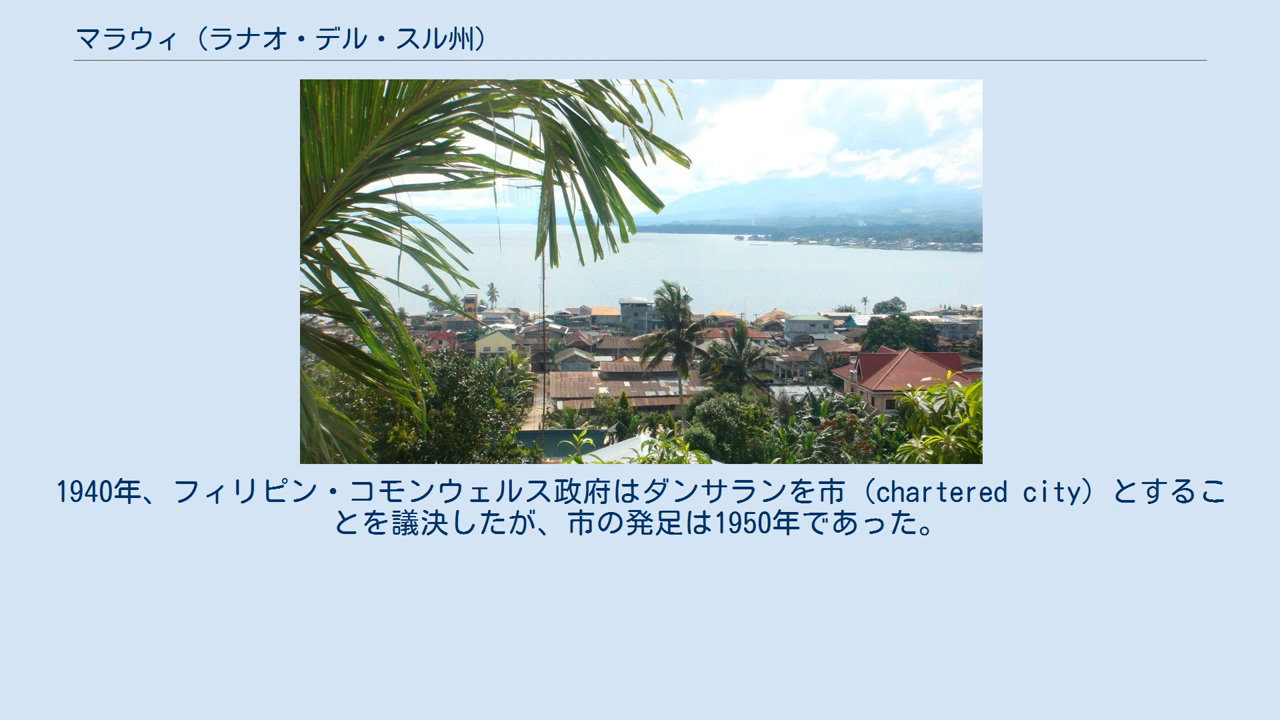 マラウィ（ラナオ・デル・スル州）
1940年、フィリピン・コモンウェルス政府はダンサランを市（chartered city）とするこ
とを議決したが、市の発足は1950年であった。